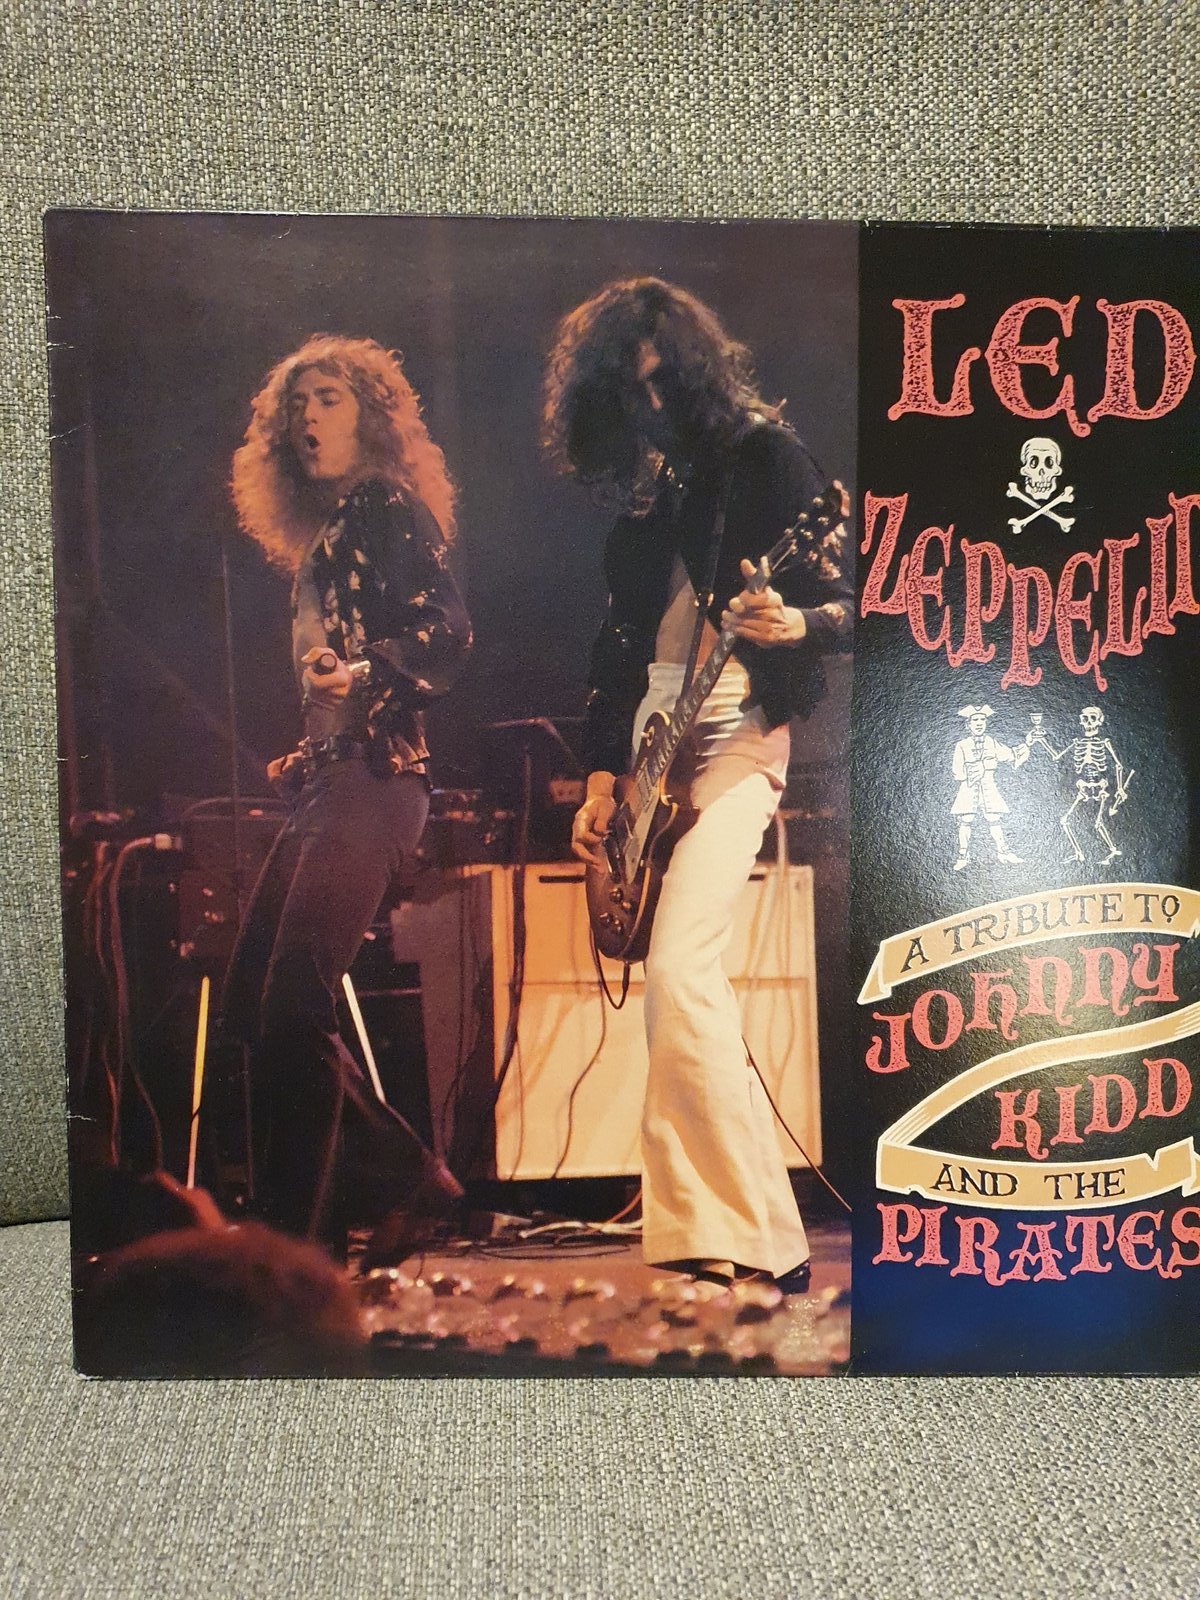 LED
ZEPPELIN
A TRIBUTE TO
JOHNNY
KIDD
AND THE
PIRATES